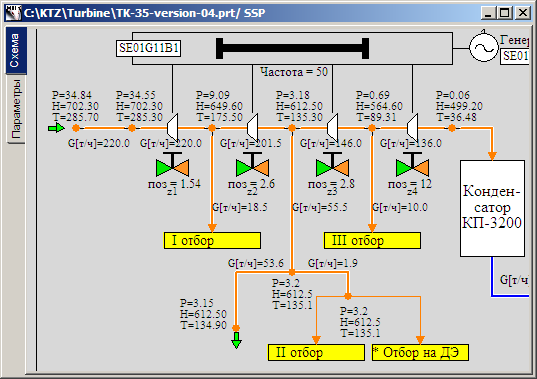 C:\KTZ\Turbine\TK-35-version-04.prt/ SSP
Схема
Параметры
SE01G11B1
Генер
SE01
Частота = 50
P=34.84
H=702.30
T=285.70
P=34.55
H=702.30
T=285.30
P=9.09
H=649.60
T=175.50
P=3.18
H=612.50
T=135.30
P=0.69
H=564.60
T=89.31
P=0.06
H=499.20
T=36.48
G[т/ч]=220.0
G[т/ч]=220.0
G[т/ч]=201.5
G[т/ч]=146.0
G[т/ч]=136.0
поз = 1.54
z1
поз = 2.6
z2
поз = 2.8
z3
поз = 12
z4
Конден-
сатор
КП-3200
G[т/ч]=18.5
G[т/ч]=55.5
G[т/ч]=10.0
I отбор
III отбор
G[т/ч]=53.6
G[т/ч]=1.9
G[т/ч
P=3.2
H=612.5
T=135.1
P=3.15
H=612.50
T=134.90
P=3.2
H=612.5
T=135.1
II отбор
* Отбор на ДЭ